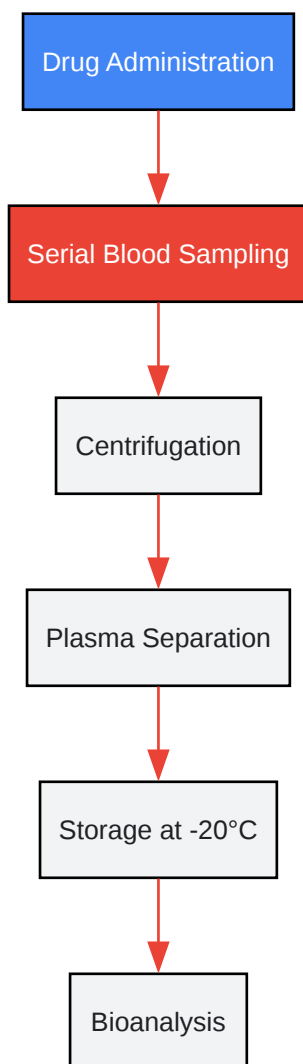 Drug Administration
Serial Blood Sampling
Centrifugation
Plasma Separation
Storage at -20°C
Bioanalysis